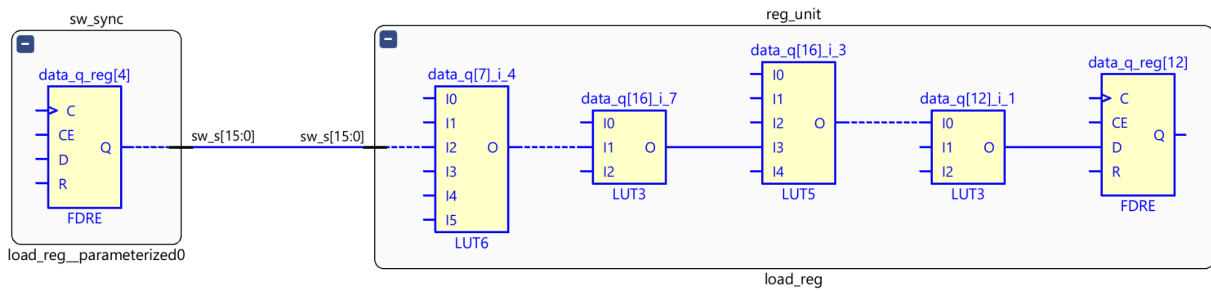 sw_sync
data_q_reg[4]
C
CE
D
R
Q
FDRE
load_reg__parameterized0
sw_s[15:0]
sw_s[15:0]
reg_unit
data_q[7]_i_4
I0
I1
I2
I3
I4
I5
O
LUT6
data_q[16]_i_7
I0
I1
I2
O
LUT3
data_q[16]_i_3
I0
I1
I2
I3
I4
O
LUT5
data_q[12]_i_1
I0
I1
I2
O
LUT3
data_q_reg[12]
C
CE
D
R
Q
FDRE
load_reg